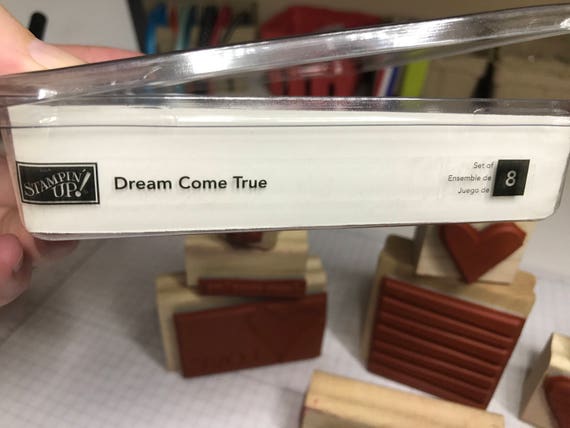 STAMPIN' UP!
Dream Come True
Set of
Ensemble de
Juego de
8